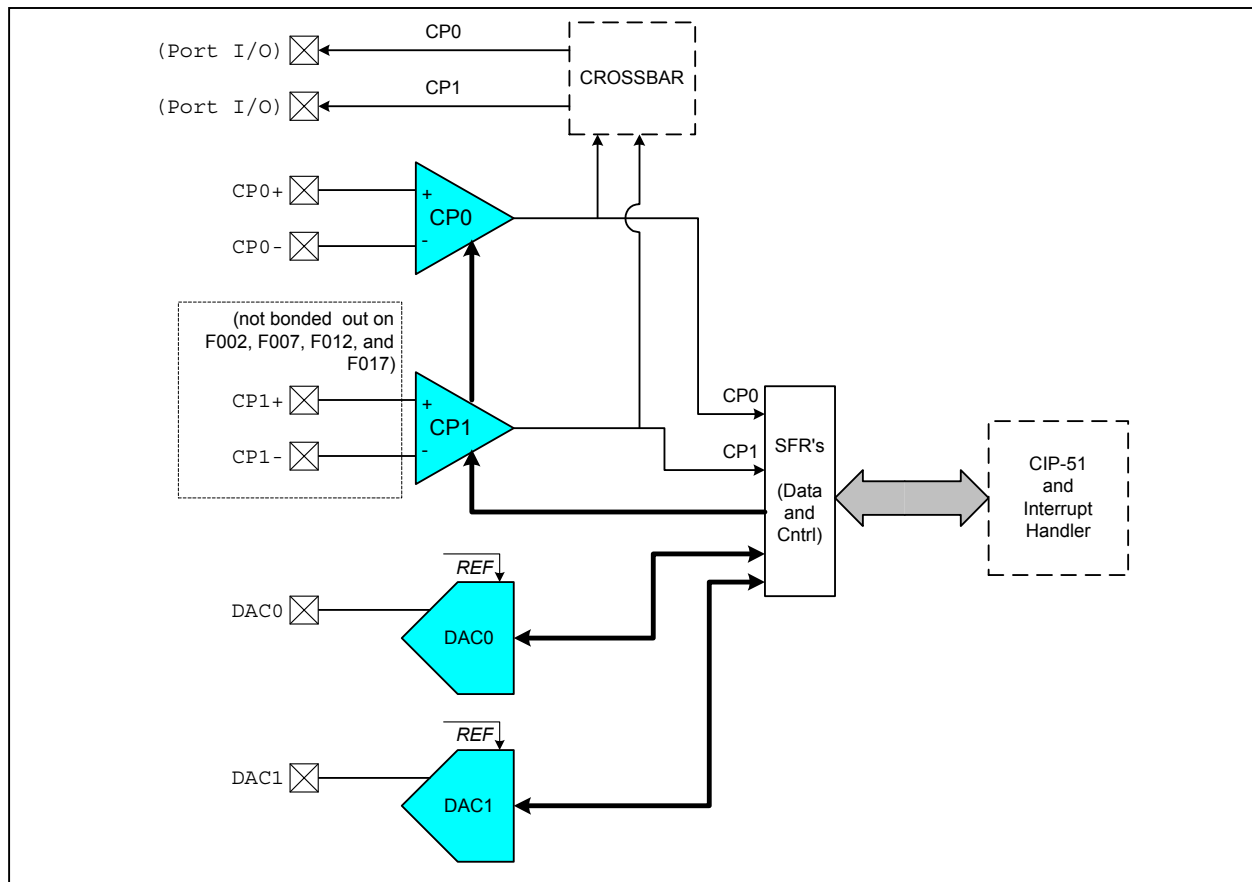 (Port I/O)
CP0
CROSSBAR
(Port I/O)
CP1
CP0+
+
CP0
CP0-
-
(not bonded out on
F002, F007, F012, and
F017)
CP1+
+
CP1
CP1-
-
CP0
CP1
SFR's
(Data
and
Cntrl)
CIP-51
and
Interrupt
Handler
REF
DAC0
DAC0
REF
DAC1
DAC1